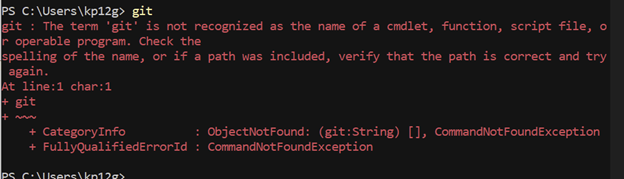 PS C:\Users\kp12g> git
git : The term 'git' is not recognized as the name of a cmdlet, function, script file, o
r operable program. Check the
spelling of the name, or if a path was included, verify that the path is correct and try
 again.
At line:1 char:1
+ git
+ ~~~
    + CategoryInfo          : ObjectNotFound: (git:String) [], CommandNotFoundException
    + FullyQualifiedErrorId : CommandNotFoundException

PS C:\Users\kp12g>